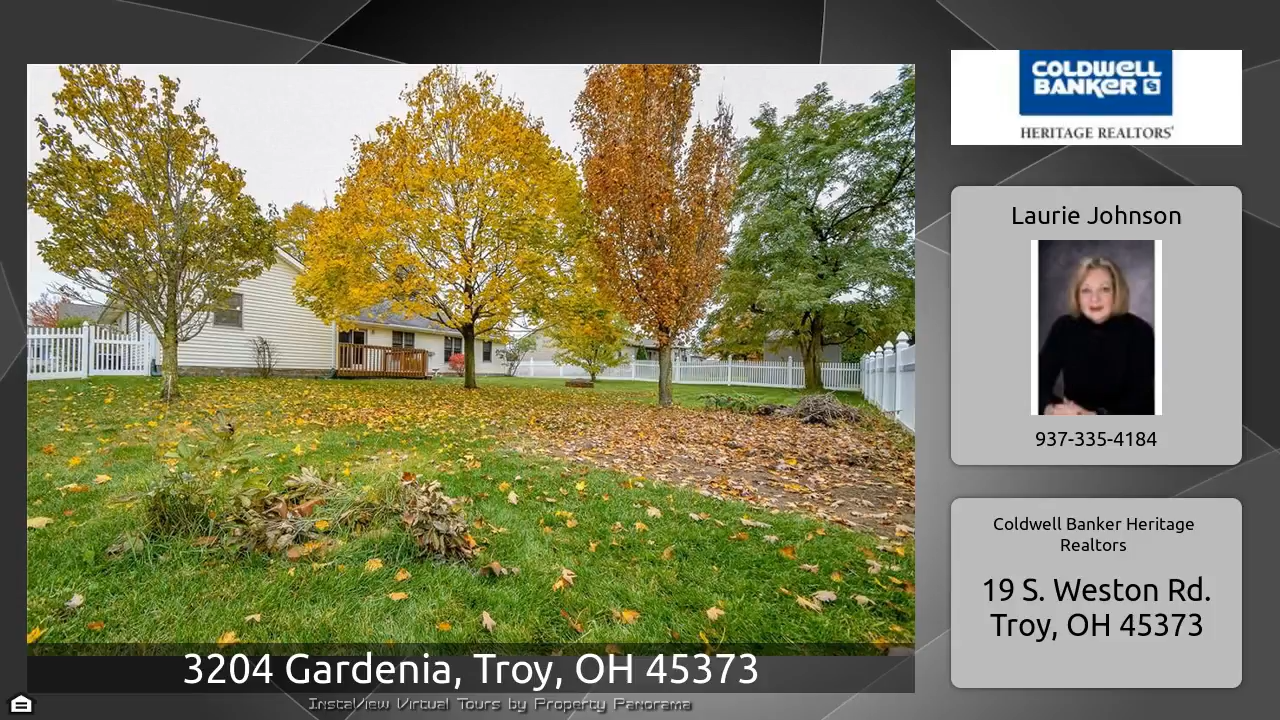 COLDWELL
BANKER
HERITAGE REALTORS
Laurie Johnson
937-335-4184
Coldwell Banker Heritage
Realtors
19 S. Weston Rd.
Troy, OH 45373
3204 Gardenia, Troy, OH 45373
InstaView Virtual Tours by Property Panorama